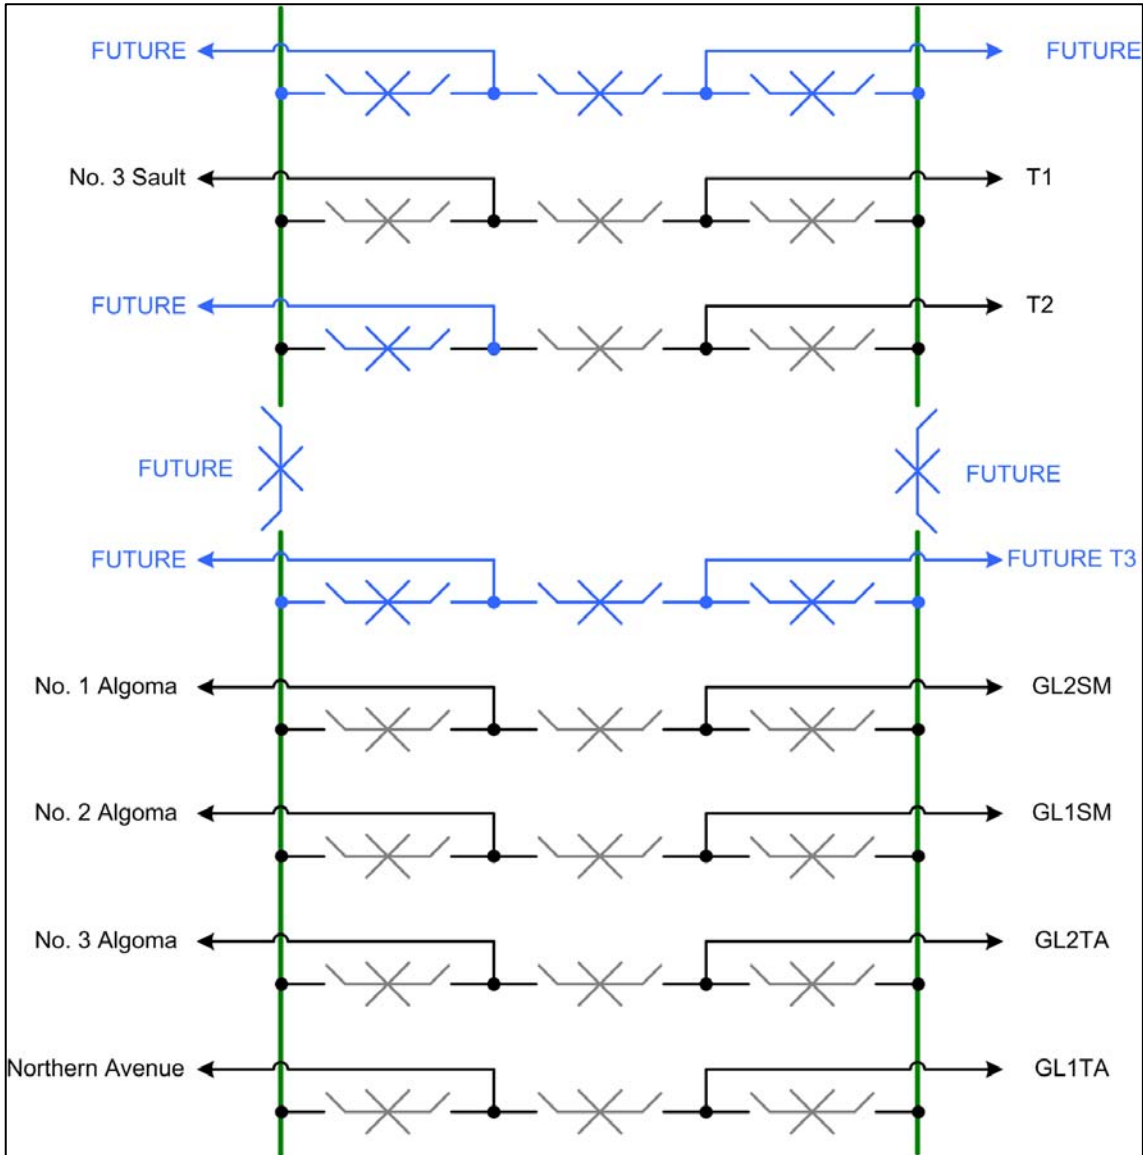 FUTURE FUTURE
No. 3 Sault T1
FUTURE T2
FUTURE FUTURE
FUTURE FUTURE T3
No. 1 Algoma GL2SM
No. 2 Algoma GL1SM
No. 3 Algoma GL2TA
Northern Avenue GL1TA